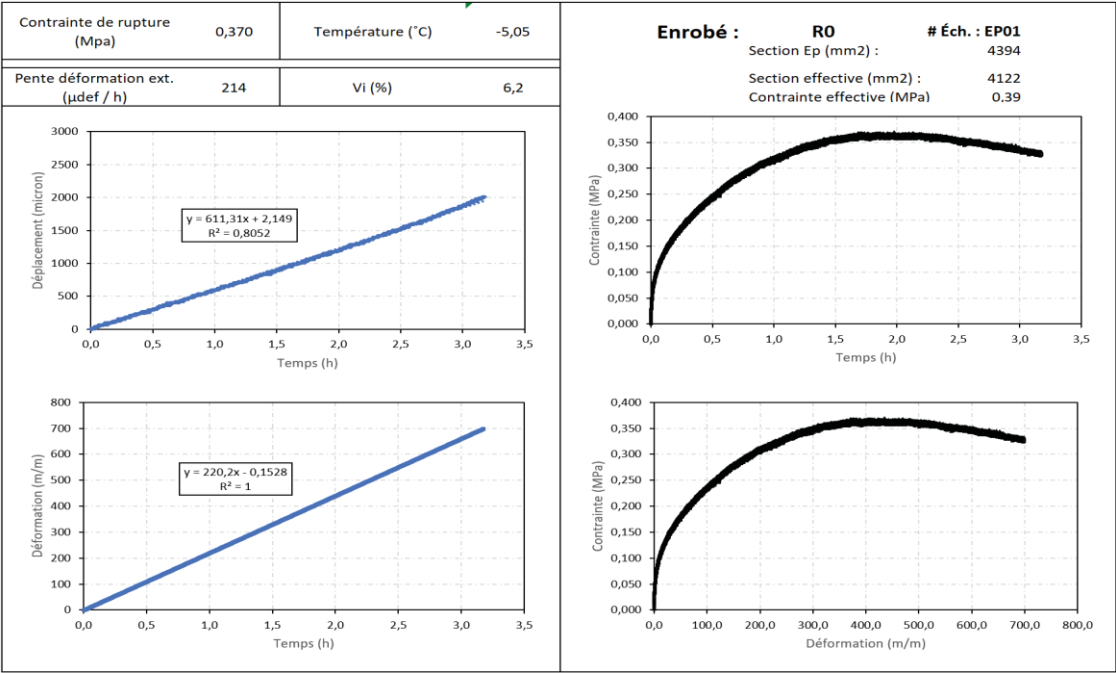 Contrainte de rupture
(Mpa)
0,370
Température (˚C)
-5,05
Pente déformation ext.
(µdef / h)
214
Vi (%)
6,2
Enrobé :
R0
# Éch. : EP01
Section Ep (mm2) :
4394
Section effective (mm2) :
4122
Contrainte effective (MPa)
0.39
3000
2500
2000
1500
1000
500
0
Déplacement (micron)
y = 611,31x + 2,149
R² = 0,8052
0,0 0,5 1,0 1,5 2,0 2,5 3,0 3,5
Temps (h)
0,400
0,350
0,300
0,250
0,200
0,150
0,100
0,050
0,000
Contrainte (MPa)
0,0 0,5 1,0 1,5 2,0 2,5 3,0 3,5
Temps (h)
800
700
600
500
400
300
200
100
0
Déformation (m/m)
y = 220,2x - 0,1528
R² = 1
0,0 0,5 1,0 1,5 2,0 2,5 3,0 3,5
Temps (h)
0,400
0,350
0,300
0,250
0,200
0,150
0,100
0,050
0,000
Contrainte (MPa)
0,0 100,0 200,0 300,0 400,0 500,0 600,0 700,0 800,0
Déformation (m/m)